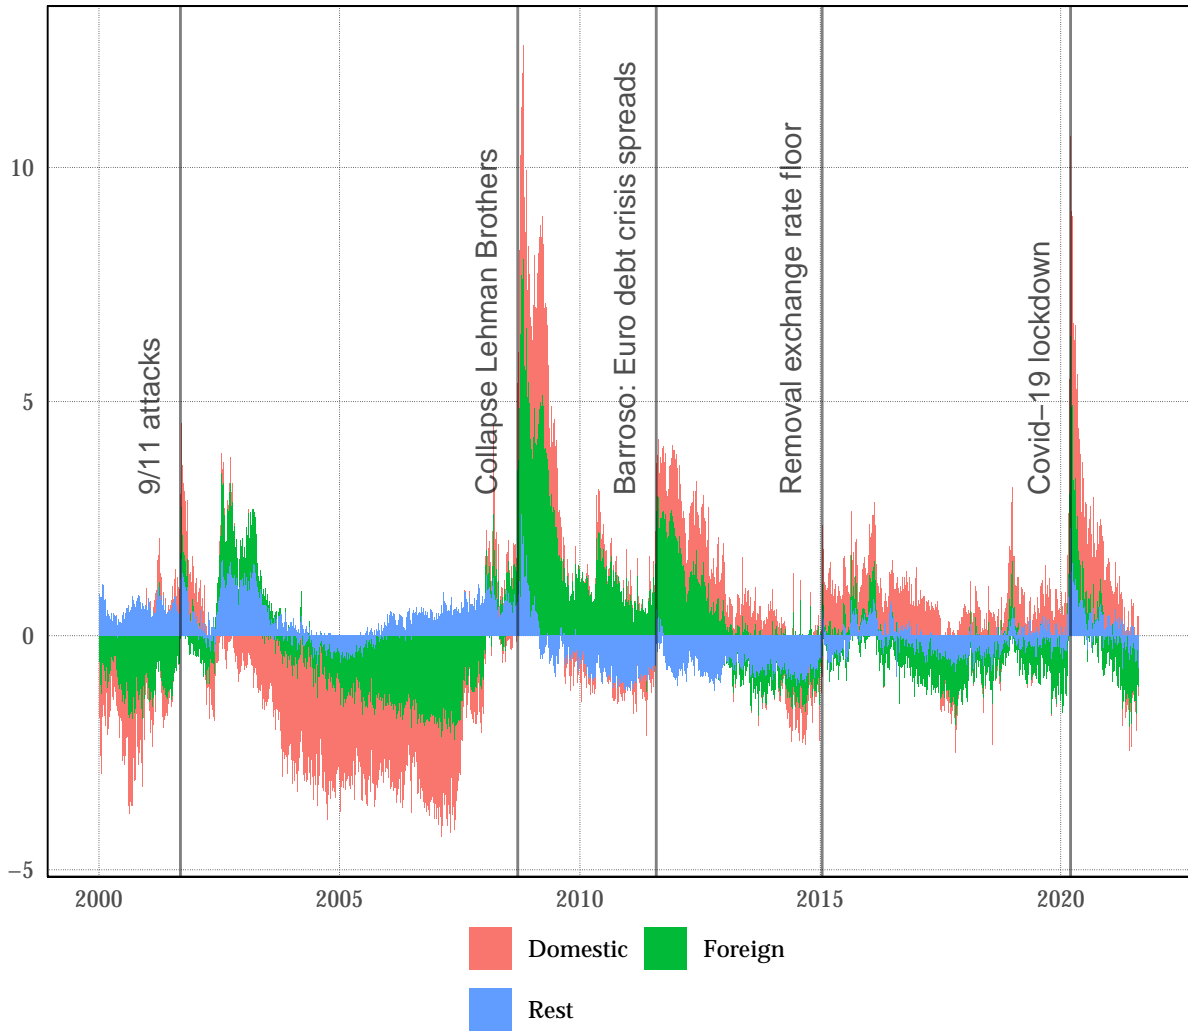 10
5
0
−5
9/11 attacks
Collapse Lehman Brothers
Barroso: Euro debt crisis spreads
Removal exchange rate floor
Covid−19 lockdown
2000
2005
2010
2015
2020
Domestic
Foreign
Rest